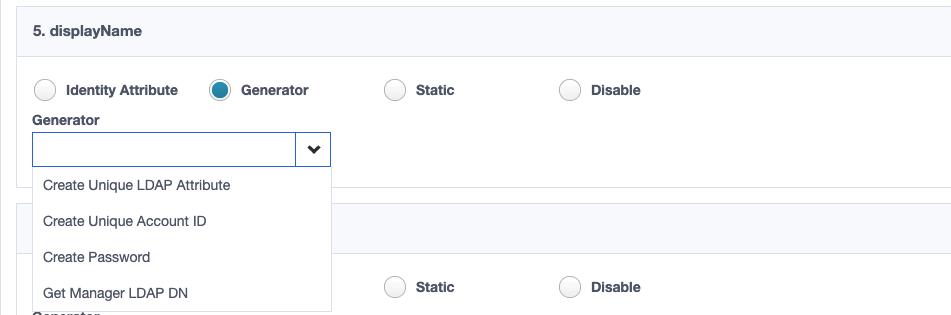 5. displayName
Identity Attribute Generator Static Disable
Generator
Create Unique LDAP Attribute
Create Unique Account ID
Create Password
Get Manager LDAP DN
Static Disable
Generator